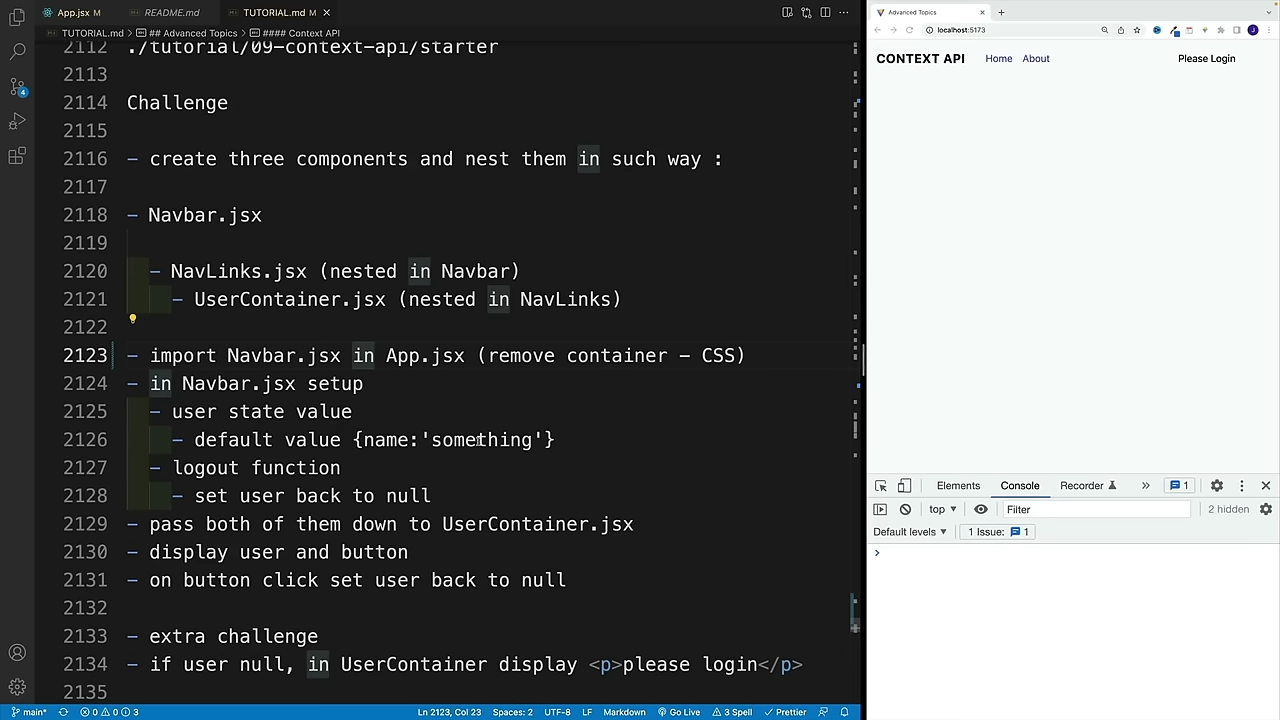 App.jsx M
README.md M
TUTORIAL.md M
TUTORIAL.md > ## Advanced Topics > #### Context API
2112 ./tutorial/09-context-api/starter
2113
2114 Challenge
2115
2116 - create three components and nest them in such way :
2117
2118 - Navbar.jsx
2119
2120 - NavLinks.jsx (nested in Navbar)
2121 - UserContainer.jsx (nested in NavLinks)
2122
2123 - import Navbar.jsx in App.jsx (remove container - CSS)
2124 - in Navbar.jsx setup
2125 - user state value
2126 - default value {name:'something'}
2127 - logout function
2128 - set user back to null
2129 - pass both of them down to UserContainer.jsx
2130 - display user and button
2131 - on button click set user back to null
2132
2133 - extra challenge
2134 - if user null, in UserContainer display <p>please login</p>
2135
4
main* 0 0 3 Ln 2123, Col 23 Spaces: 2 UTF-8 LF Markdown Go Live 3 Spell Prettier
Advanced Topics
localhost:5173
J
CONTEXT API Home About Please Login
Elements Console Recorder » 1
top Filter 2 hidden
Default levels 1 Issue: 1